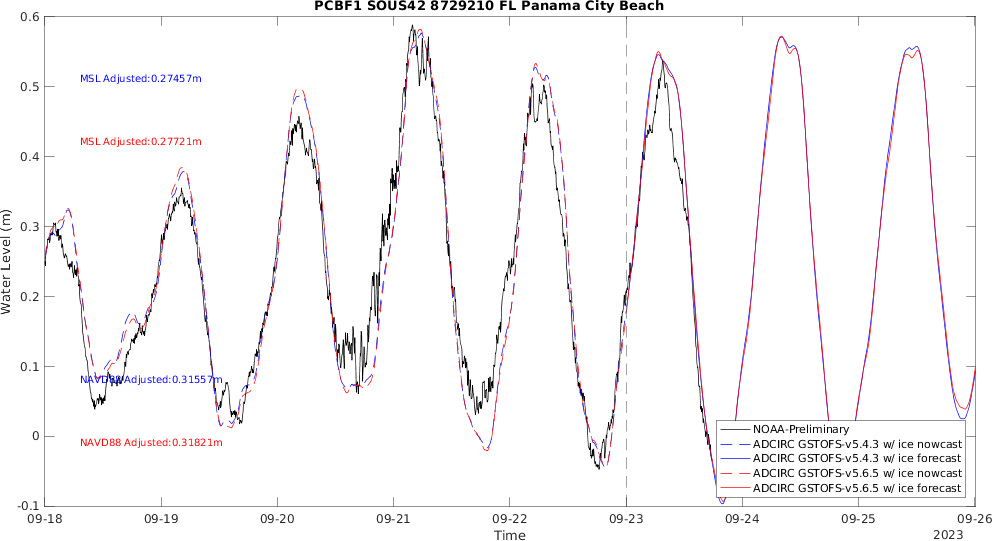 PCBF1 SOUS42 8729210 FL Panama City Beach
0.6
0.5
0.4
0.3
0.2
0.1
0
-0.1
Water Level (m)
MSL Adjusted:0.27457m
MSL Adjusted:0.27721m
NAVD88 Adjusted:0.31557m
NAVD88 Adjusted:0.31821m
NOAA-Preliminary
ADCIRC GSTOFS-v5.4.3 w/ ice nowcast
ADCIRC GSTOFS-v5.4.3 w/ ice forecast
ADCIRC GSTOFS-v5.6.5 w/ ice nowcast
ADCIRC GSTOFS-v5.6.5 w/ ice forecast
09-18 09-19 09-20 09-21 09-22 09-23 09-24 09-25 09-26
Time
2023